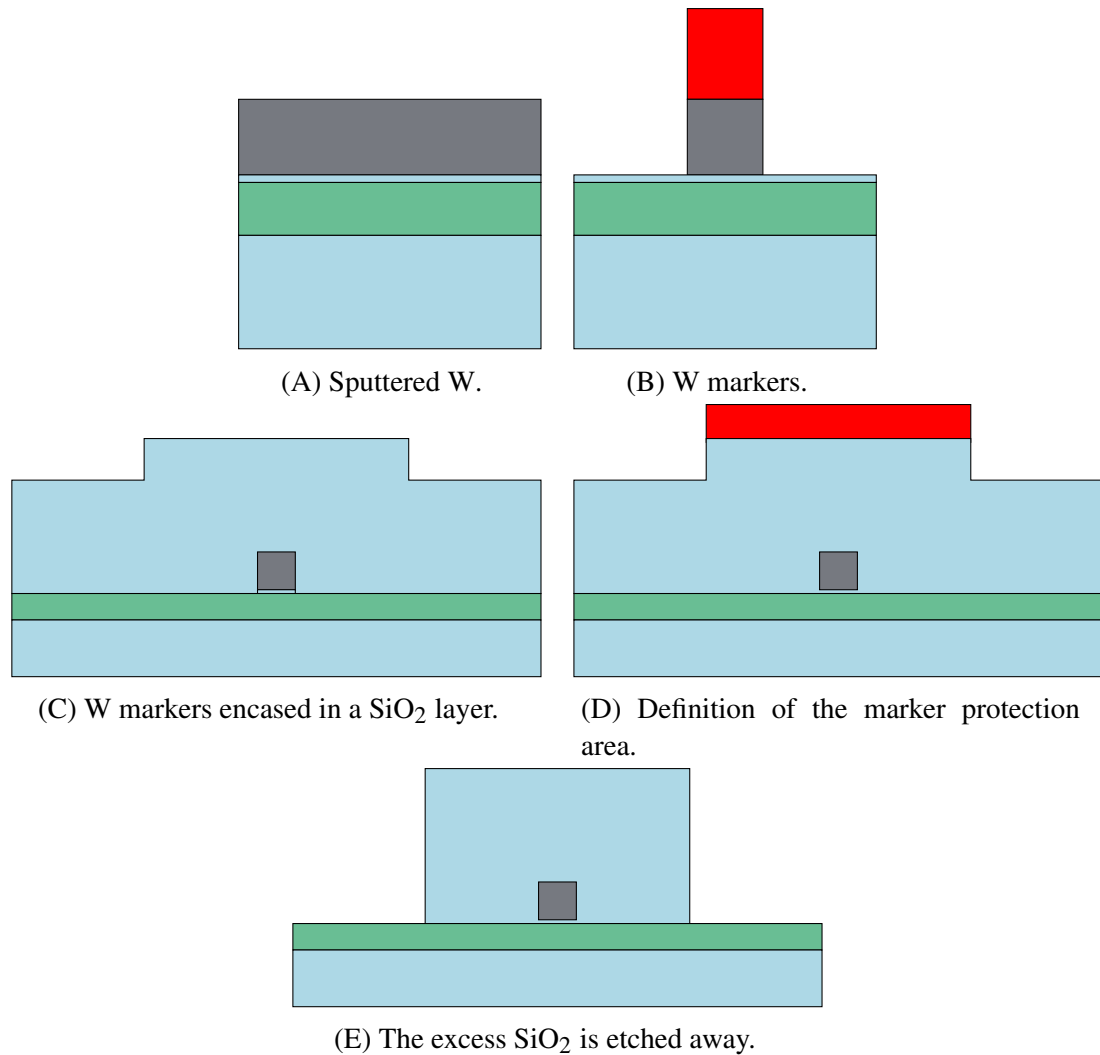 (A) Sputtered W.
(B) W markers.
(C) W markers encased in a SiO₂ layer.
(D) Definition of the marker protection
area.
(E) The excess SiO₂ is etched away.